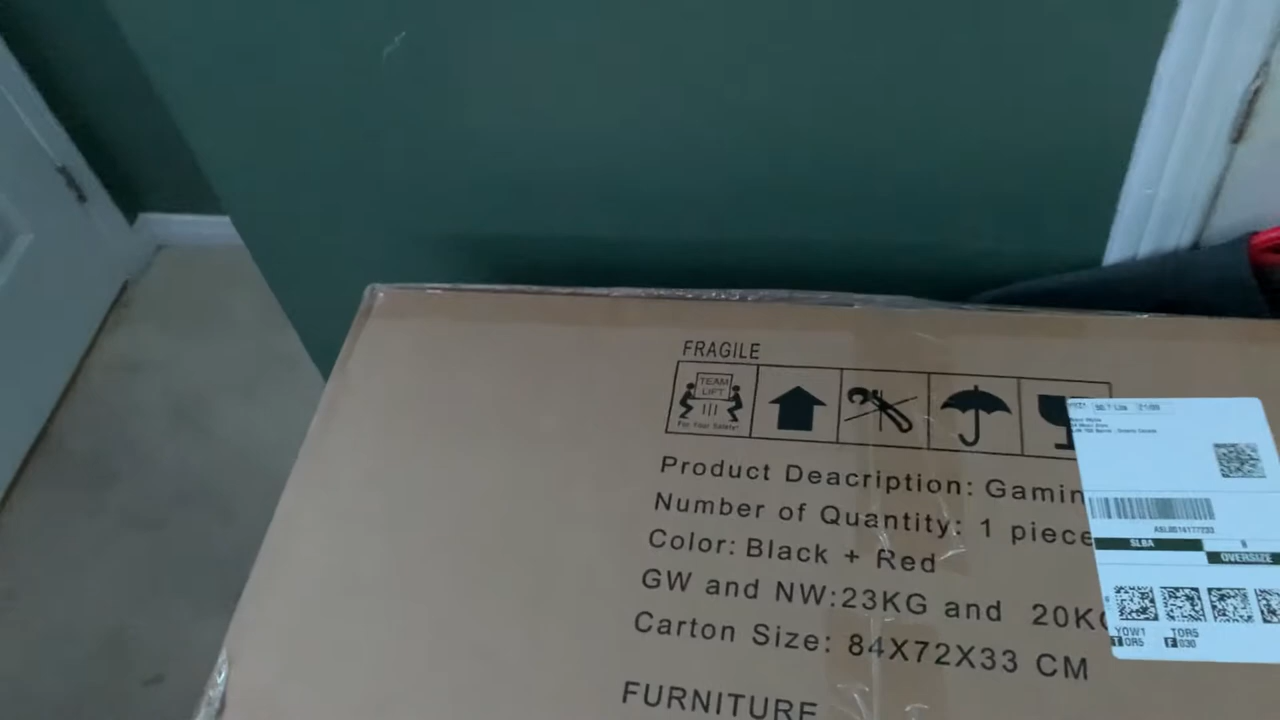 FRAGILE
TEAM
LIFT
For Your Safety!
Product Deacription: Gamin
Number of Quantity: 1 piece
Color: Black + Red
GW and NW:23KG and 20K
Carton Size: 84X72X33 CM
FURNITURE
SLBA
OVERSIZE
YOW1 TOR5